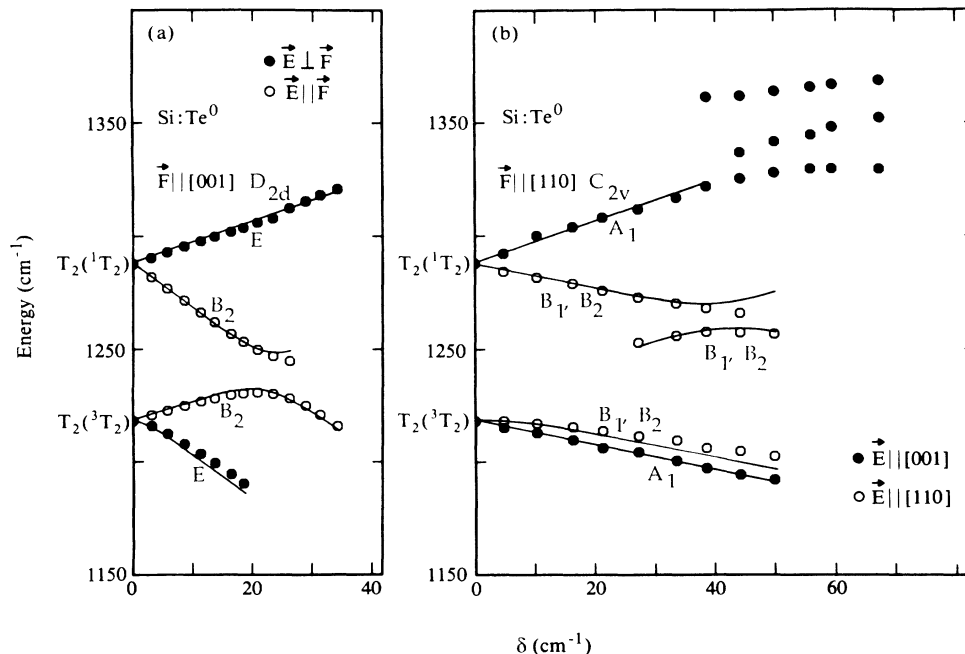 (a)
● E⃗ ⊥ F⃗
○ E⃗ || F⃗
Si:Te⁰
F⃗ || [001] D₂d
E
B₂
B₂
E
(b)
Si:Te⁰
F⃗ || [110] C₂v
A₁
B₁, B₂
B₁, B₂
B₁, B₂
A₁
● E⃗ || [001]
○ E⃗ || [110]
1350
T₂(¹T₂)
1250
T₂(³T₂)
1150
Energy (cm⁻¹)
1350
T₂(¹T₂)
1250
T₂(³T₂)
1150
0 20 40
0 20 40 60
δ (cm⁻¹)